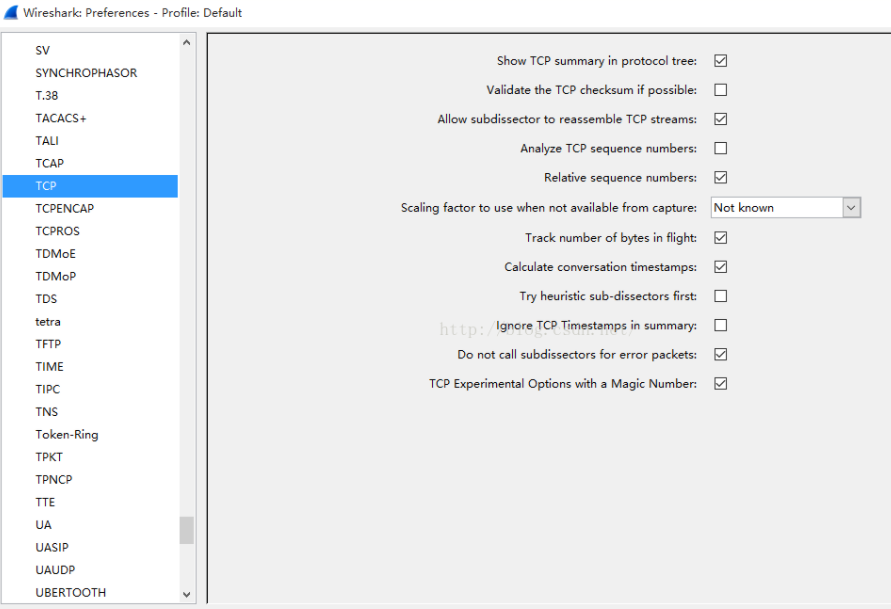 Wireshark: Preferences - Profile: Default
SV
SYNCHROPHASOR
T.38
TACACS+
TALI
TCAP
TCP
TCPENCAP
TCPROS
TDMoE
TDMoP
TDS
tetra
TFTP
TIME
TIPC
TNS
Token-Ring
TPKT
TPNCP
TTE
UA
UASIP
UAUDP
UBERTOOTH
Show TCP summary in protocol tree:
Validate the TCP checksum if possible:
Allow subdissector to reassemble TCP streams:
Analyze TCP sequence numbers:
Relative sequence numbers:
Scaling factor to use when not available from capture: Not known
Track number of bytes in flight:
Calculate conversation timestamps:
Try heuristic sub-dissectors first:
Ignore TCP Timestamps in summary:
http://blog.csdn.net/
Do not call subdissectors for error packets:
TCP Experimental Options with a Magic Number: